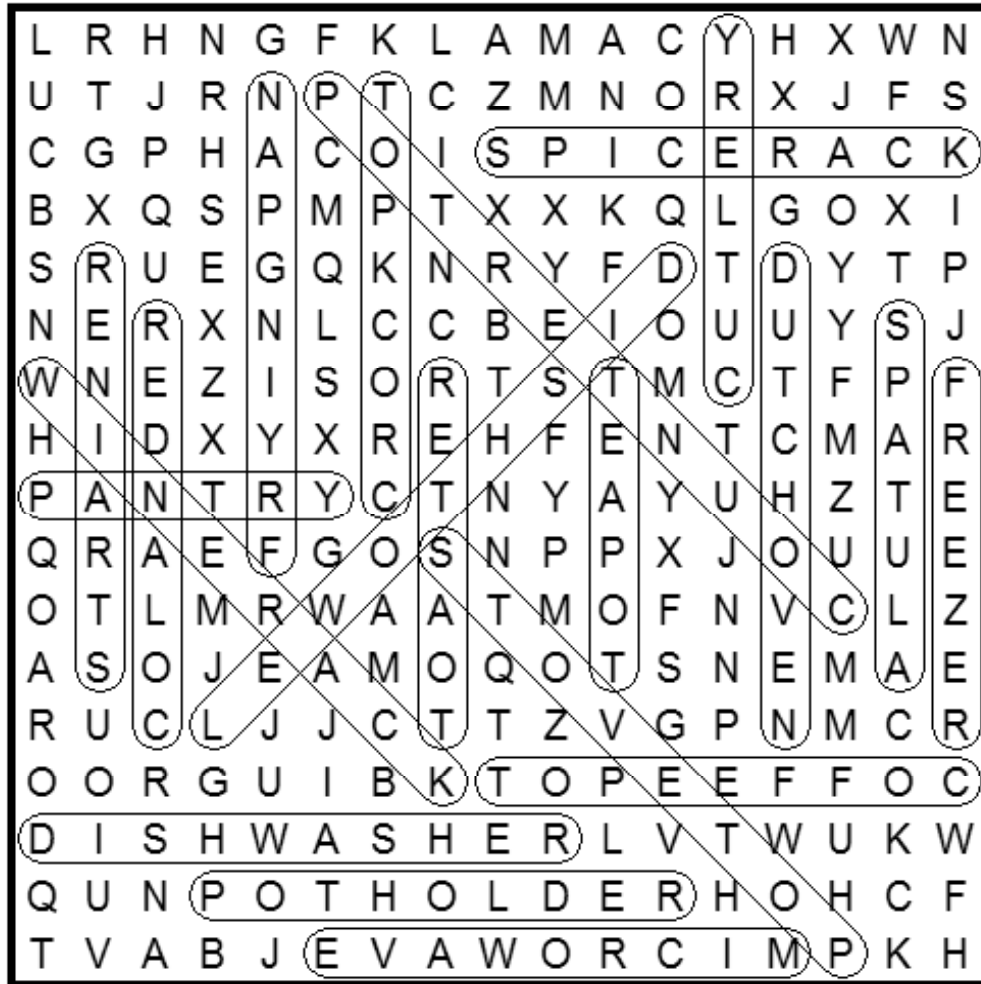 L R H N G F K L A M A C Y H X W N
U T J R N P T C Z M N O R X J F S
C G P H A C O I S P I C E R A C K
B X Q S P M P T X X K Q L G O X I
S R U E G Q K N R Y F D T D Y T P
N E R X N L C C B E I O U U Y S J
W N E Z I S O R T S T M C T F P F
H I D X Y X R E H F E N T C M A R
P A N T R Y C T N Y A Y U H Z T E
Q R A E F G O S N P P X J O U U E
O T L M R W A A T M O F N V C L Z
A S O J E A M O Q O T S N E M A E
R U C L J J C T T Z V G P N M C R
O O R G U I B K T O P E E F F O C
D I S H W A S H E R L V T W U K W
Q U N P O T H O L D E R H O H C F
T V A B J E V A W O R C I M P K H